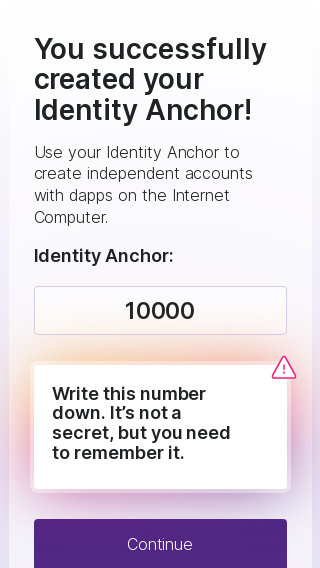 You successfully
created your
Identity Anchor!
Use your Identity Anchor to
create independent accounts
with dapps on the Internet
Computer.
Identity Anchor:
10000
Write this number
down. It’s not a
secret, but you need
to remember it.
Continue